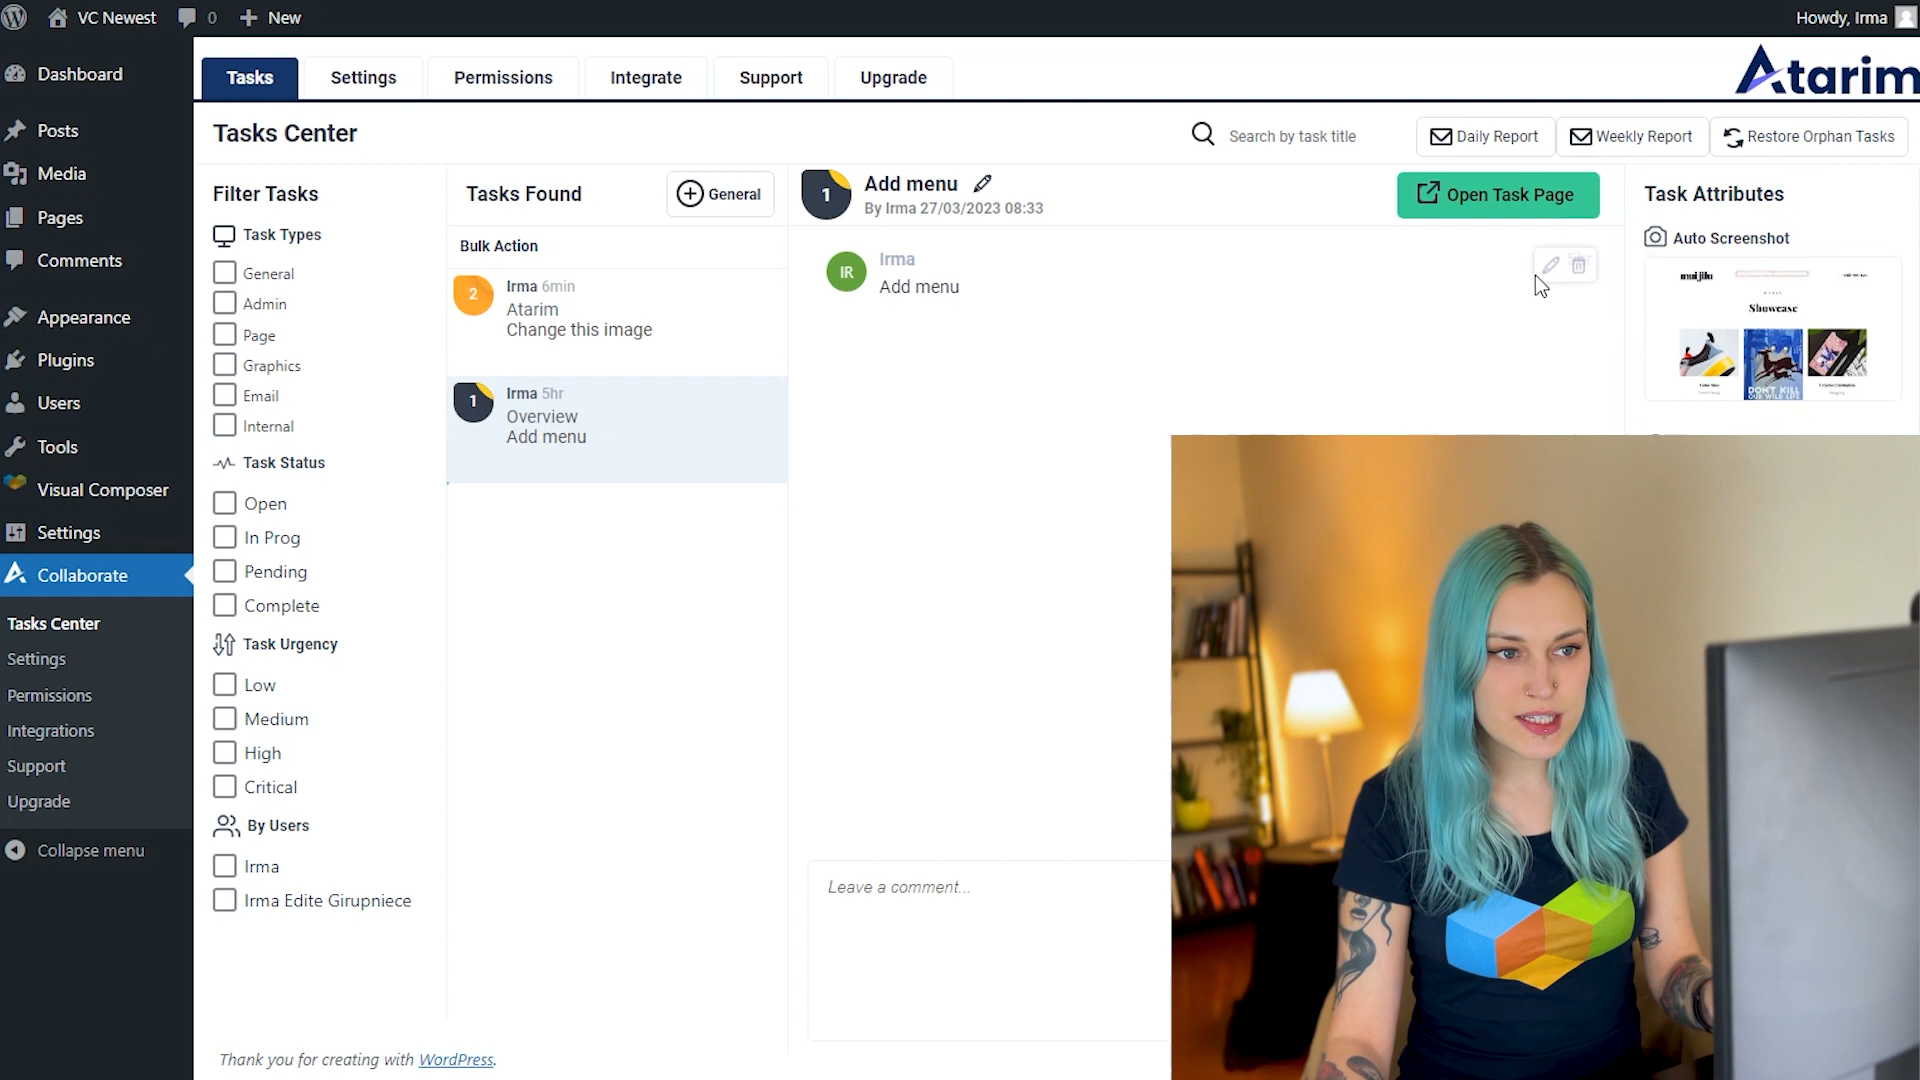 VC Newest
0
New
Howdy, Irma
Dashboard
Posts
Media
Pages
Comments
Appearance
Plugins
Users
Tools
Visual Composer
Settings
Collaborate
Tasks Center
Settings
Permissions
Integrations
Support
Upgrade
Collapse menu
Tasks
Settings
Permissions
Integrate
Support
Upgrade
Atarim
Tasks Center
Search by task title
Daily Report
Weekly Report
Restore Orphan Tasks
Filter Tasks
Task Types
General
Admin
Page
Graphics
Email
Internal
Task Status
Open
In Prog
Pending
Complete
Task Urgency
Low
Medium
High
Critical
By Users
Irma
Irma Edite Girupniece
Thank you for creating with WordPress.
Tasks Found
General
Bulk Action
2
Irma 6min
Atarim
Change this image
1
Irma 5hr
Overview
Add menu
1
Add menu
By Irma 27/03/2023 08:33
Open Task Page
IR
Irma
Add menu
Leave a comment...
Task Attributes
Auto Screenshot
Showcase
DON'T KILL
OUR WILD LIFE